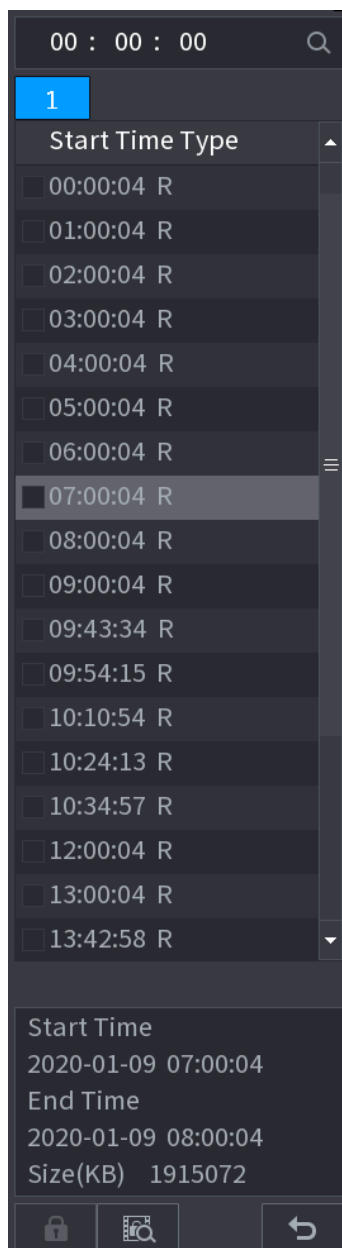 00 : 00 : 00
1
Start Time Type
00:00:04 R
01:00:04 R
02:00:04 R
03:00:04 R
04:00:04 R
05:00:04 R
06:00:04 R
07:00:04 R
08:00:04 R
09:00:04 R
09:43:34 R
09:54:15 R
10:10:54 R
10:24:13 R
10:34:57 R
12:00:04 R
13:00:04 R
13:42:58 R
Start Time
2020-01-09 07:00:04
End Time
2020-01-09 08:00:04
Size(KB) 1915072